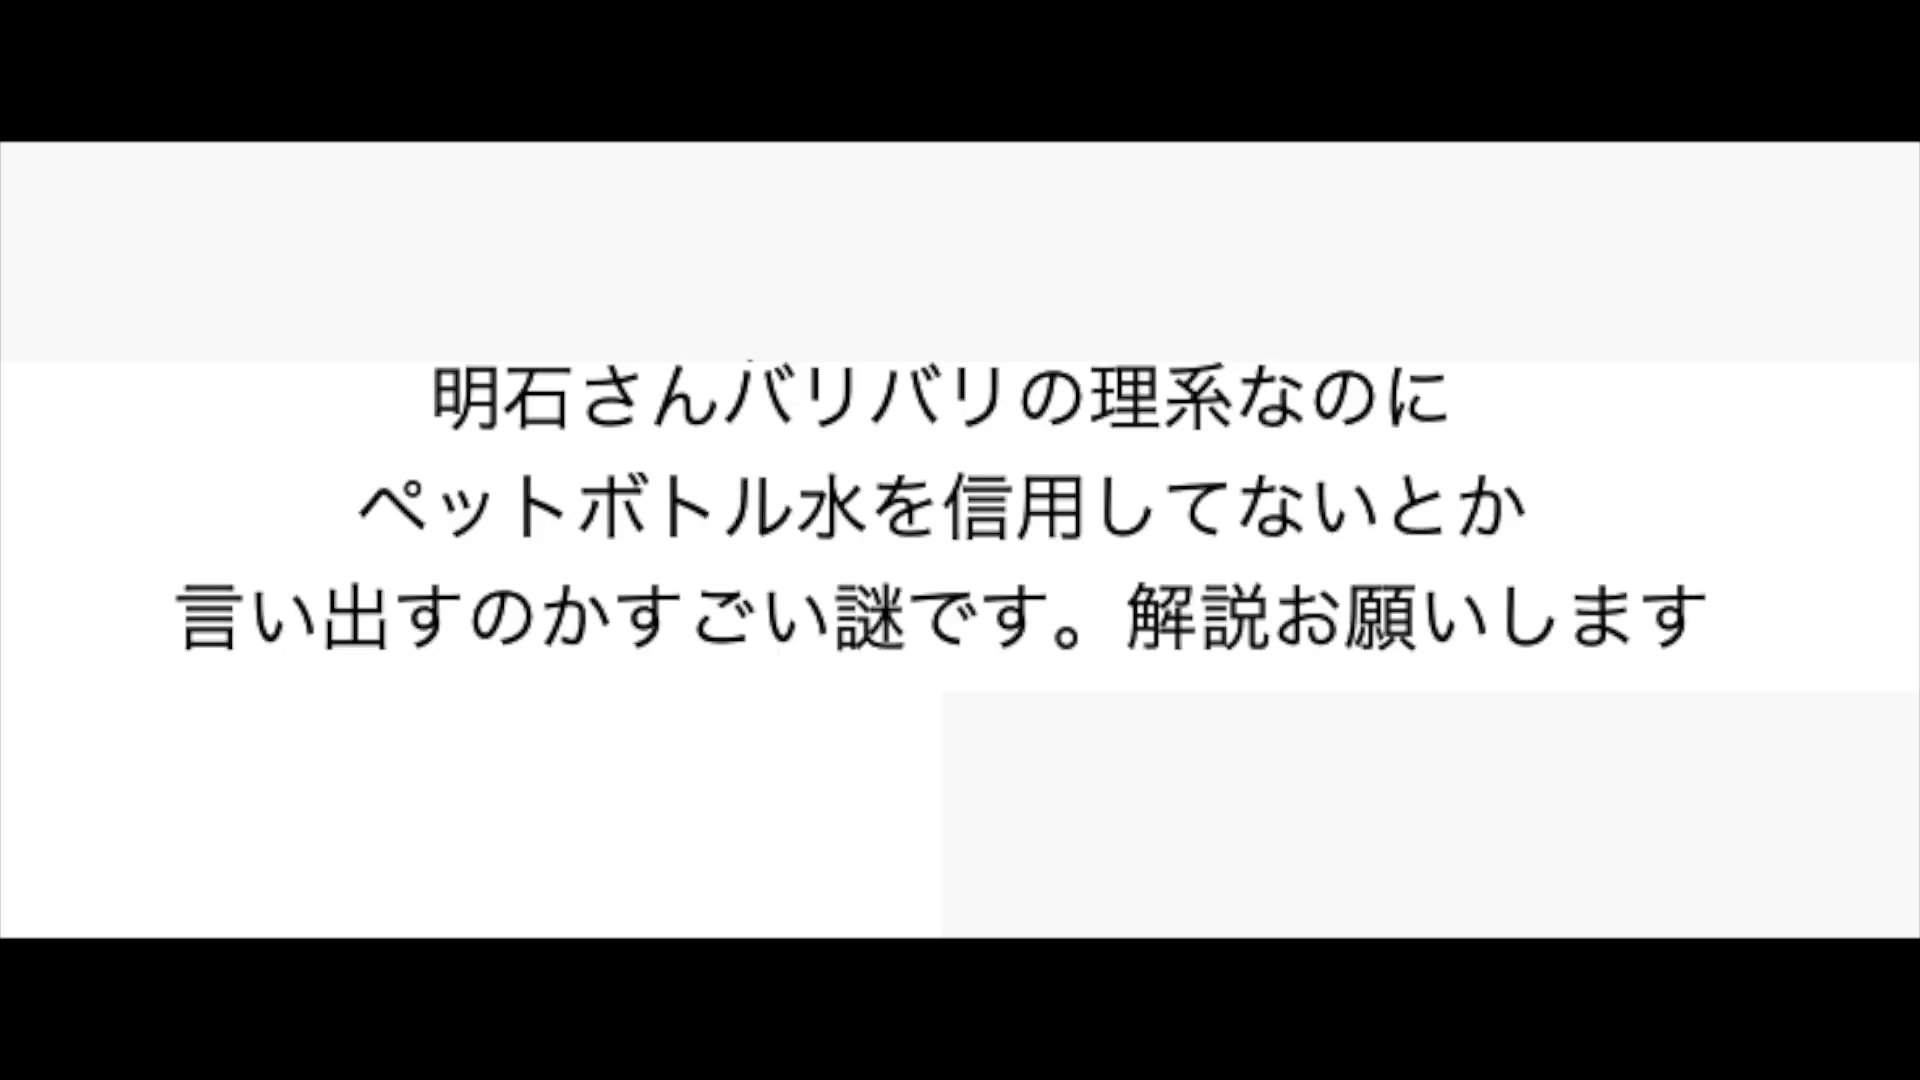 明石さんバリバリの理系なのに
ペットボトル水を信用してないとか
言い出すのかすごい謎です。解説お願いします